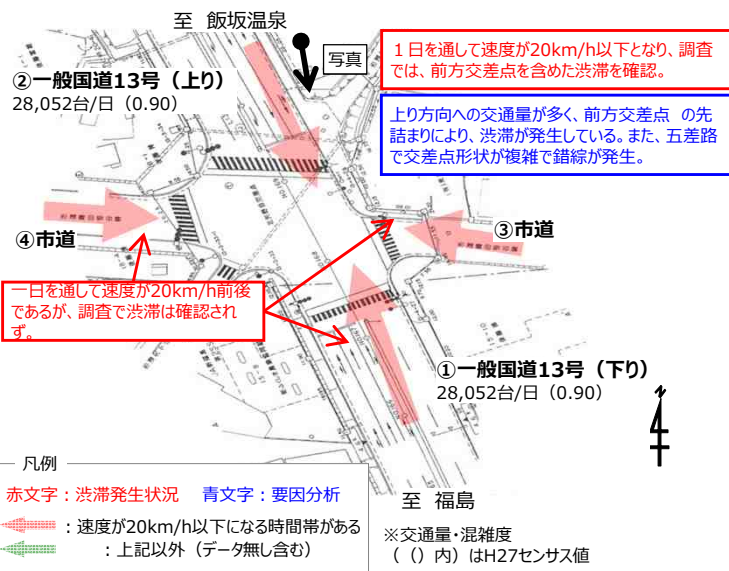 至 飯坂温泉
写真
1日を通して速度が20km/h以下となり、調査
では、前方交差点を含めた渋滞を確認。
②一般国道13号（上り）
28,052台/日（0.90）
上り方向への交通量が多く、前方交差点 の先
詰まりにより、渋滞が発生している。また、五差路
で交差点形状が複雑で錯綜が発生。
③市道
④市道
一日を通して速度が20km/h前後
であるが、調査で渋滞は確認され
ず。
①一般国道13号（下り）
28,052台/日（0.90）
凡例
赤文字：渋滞発生状況 青文字：要因分析
：速度が20km/h以下になる時間帯がある
：上記以外（データ無し含む）
至 福島
※交通量・混雑度
（（）内）はH27センサス値